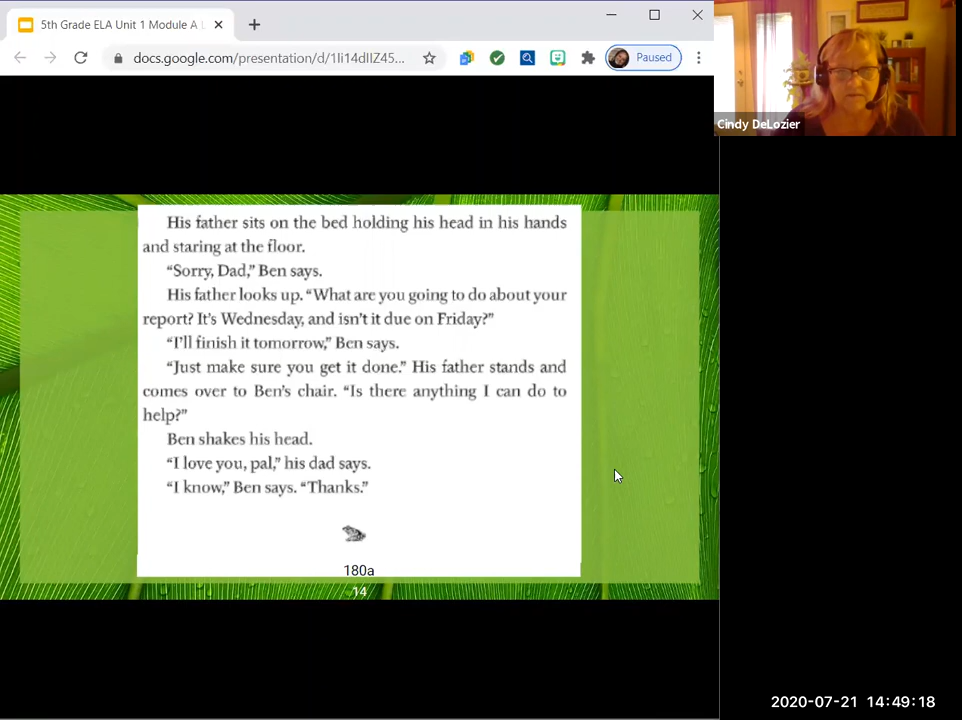 5th Grade ELA Unit 1 Module A
docs.google.com/presentation/d/1li14dIIZ45...
Paused
Cindy DeLozier
His father sits on the bed holding his head in his hands
and staring at the floor.
“Sorry, Dad,” Ben says.
His father looks up. “What are you going to do about your
report? It’s Wednesday, and isn’t it due on Friday?”
“I’ll finish it tomorrow,” Ben says.
“Just make sure you get it done.” His father stands and
comes over to Ben’s chair. “Is there anything I can do to
help?”
Ben shakes his head.
“I love you, pal,” his dad says.
“I know,” Ben says. “Thanks.”
180a
14
2020-07-21 14:49:18